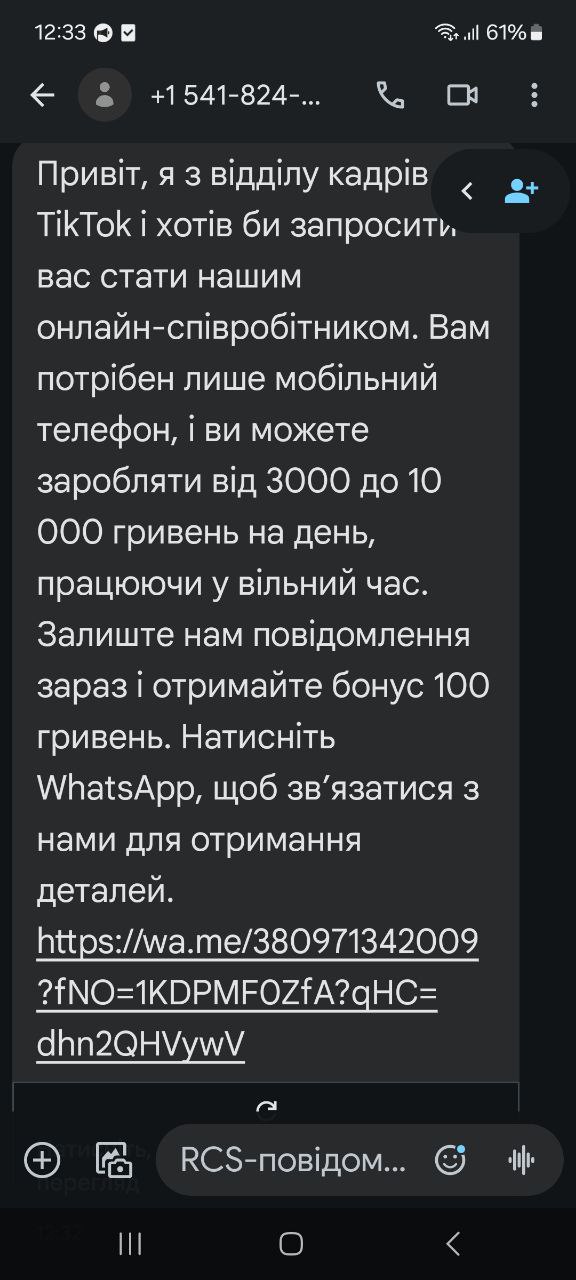 12:33
61%
+1 541-824-...
Привіт, я з відділу кадрів
TikTok і хотів би запросити
вас стати нашим
онлайн-співробітником. Вам
потрібен лише мобільний
телефон, і ви можете
заробляти від 3000 до 10
000 гривень на день,
працюючи у вільний час.
Залиште нам повідомлення
зараз і отримайте бонус 100
гривень. Натисніть
WhatsApp, щоб зв’язатися з
нами для отримання
деталей.
https://wa.me/380971342009
?fNO=1KDPMF0ZfA?qHC=
dhn2QHVywV
RCS-повідом...
перегляд
12:32